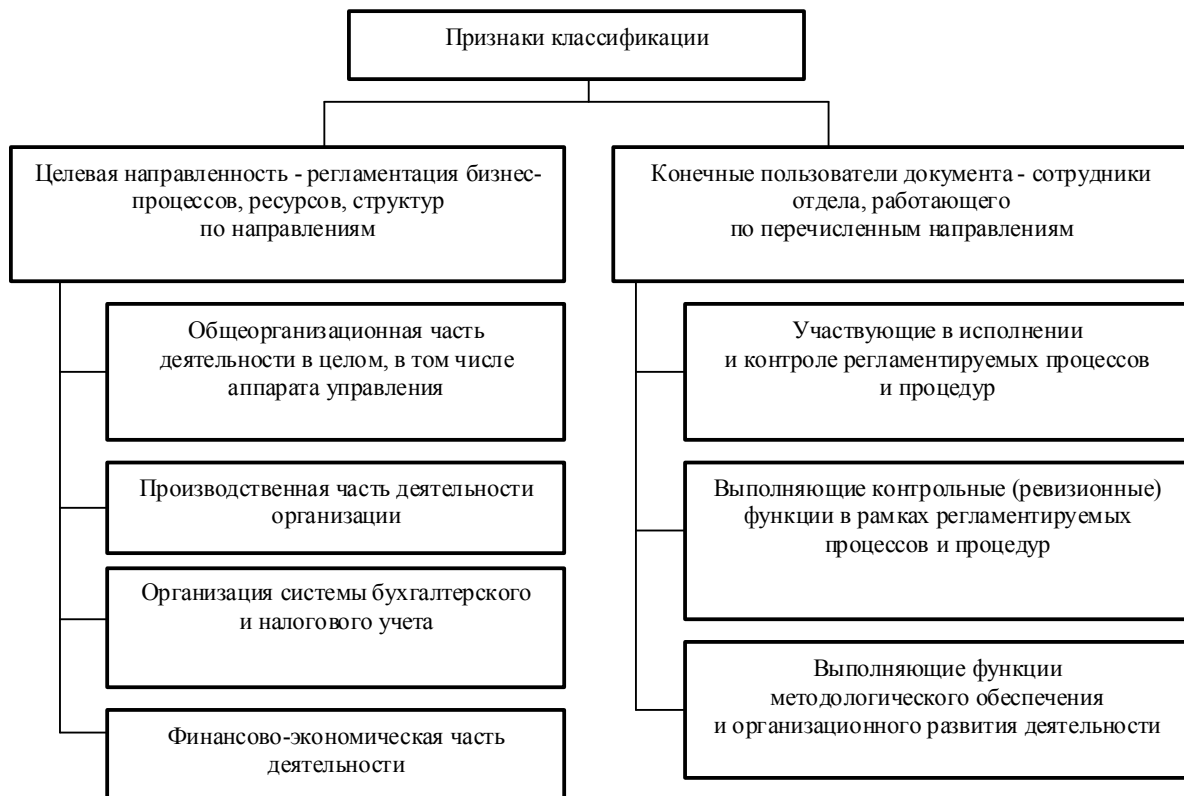 Признаки классификации
Целевая направленность - регламентация бизнес-
процессов, ресурсов, структур
по направлениям
Общеорганизационная часть
деятельности в целом, в том числе
аппарата управления
Производственная часть деятельности
организации
Организация системы бухгалтерского
и налогового учета
Финансово-экономическая часть
деятельности
Конечные пользователи документа - сотрудники
отдела, работающего
по перечисленным направлениям
Участвующие в исполнении
и контроле регламентируемых процессов
и процедур
Выполняющие контрольные (ревизионные)
функции в рамках регламентируемых
процессов и процедур
Выполняющие функции
методологического обеспечения
и организационного развития деятельности